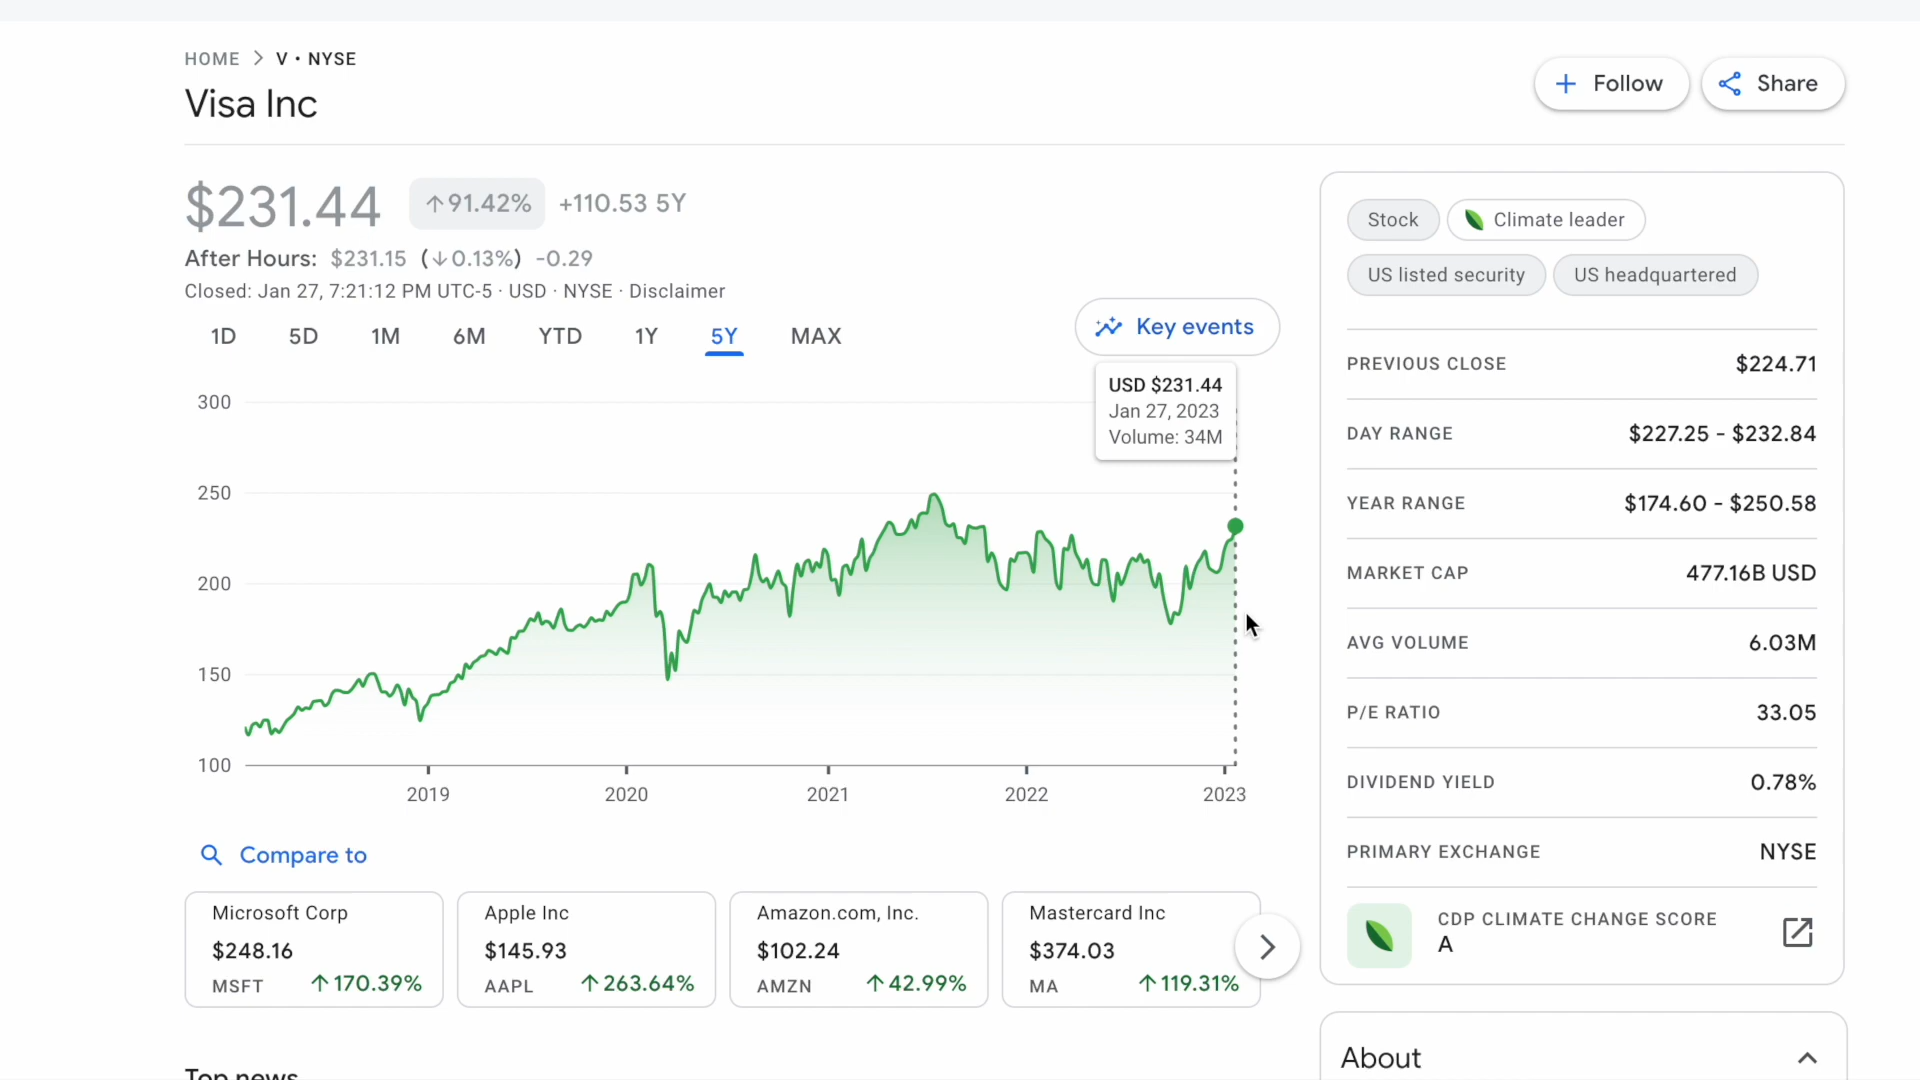 HOME > V • NYSE
Visa Inc
Follow
Share
$231.44 ↑91.42% +110.53 5Y
After Hours: $231.15 (↓0.13%) -0.29
Closed: Jan 27, 7:21:12 PM UTC-5 · USD · NYSE · Disclaimer
1D 5D 1M 6M YTD 1Y 5Y MAX
Key events
USD $231.44
Jan 27, 2023
Volume: 34M
300
250
200
150
100
2019 2020 2021 2022 2023
Compare to
Microsoft Corp
$248.16
MSFT ↑170.39%
Apple Inc
$145.93
AAPL ↑263.64%
Amazon.com, Inc.
$102.24
AMZN ↑42.99%
Mastercard Inc
$374.03
MA ↑119.31%
Top news
Stock Climate leader
US listed security US headquartered
PREVIOUS CLOSE $224.71
DAY RANGE $227.25 - $232.84
YEAR RANGE $174.60 - $250.58
MARKET CAP 477.16B USD
AVG VOLUME 6.03M
P/E RATIO 33.05
DIVIDEND YIELD 0.78%
PRIMARY EXCHANGE NYSE
CDP CLIMATE CHANGE SCORE
A
About